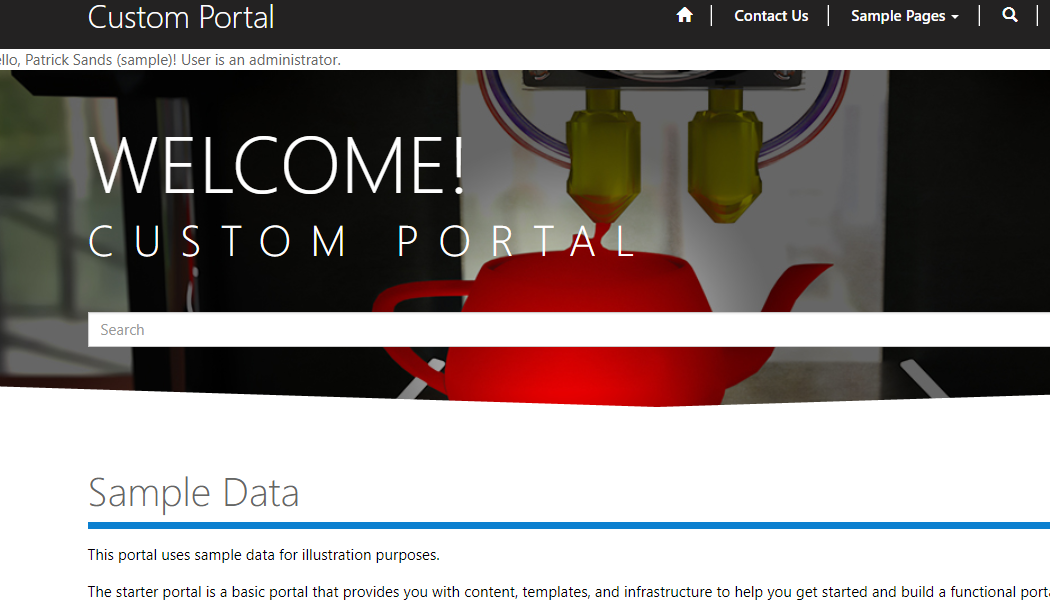 Custom Portal
Contact Us
Sample Pages
ello, Patrick Sands (sample)! User is an administrator.
WELCOME!
CUSTOM PORTAL
Search
Sample Data
This portal uses sample data for illustration purposes.
The starter portal is a basic portal that provides you with content, templates, and infrastructure to help you get started and build a functional porta